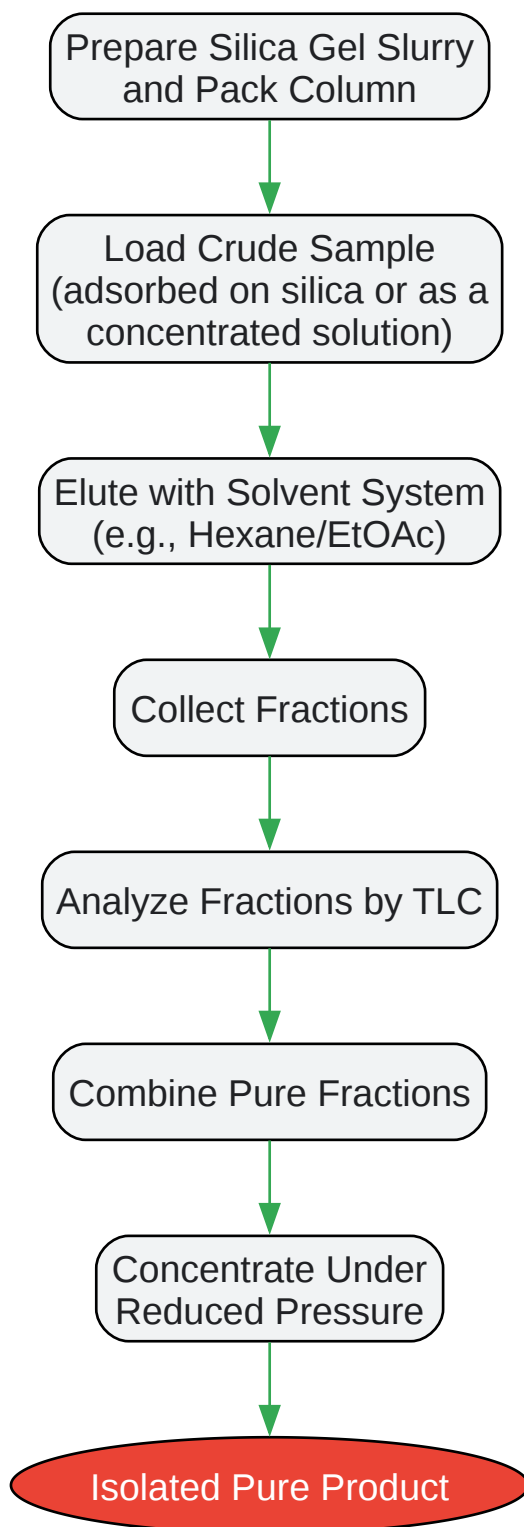 Prepare Silica Gel Slurry
and Pack Column
Load Crude Sample
(adsorbed on silica or as a
concentrated solution)
Elute with Solvent System
(e.g., Hexane/EtOAc)
Collect Fractions
Analyze Fractions by TLC
Combine Pure Fractions
Concentrate Under
Reduced Pressure
Isolated Pure Product